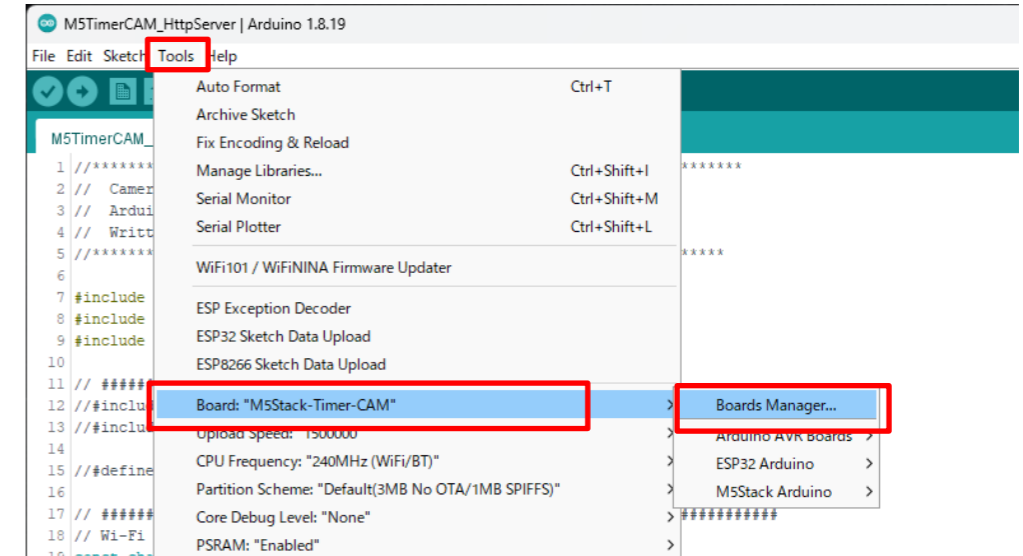 M5TimerCAM_HttpServer | Arduino 1.8.19
File Edit Sketch Tools Help
Auto Format Ctrl+T
Archive Sketch
M5TimerCAM_
Fix Encoding & Reload
1 //******* *******
Manage Libraries... Ctrl+Shift+I
2 // Camer
Serial Monitor Ctrl+Shift+M
3 // Ardui
4 // Writt
Serial Plotter Ctrl+Shift+L
5 //******* *****
6
WiFi101 / WiFiNINA Firmware Updater
7 #include
ESP Exception Decoder
8 #include
9 #include
ESP32 Sketch Data Upload
10
ESP8266 Sketch Data Upload
11 // ######
12 //#includ
Board: "M5Stack-Timer-CAM" > Boards Manager...
13 //#includ
Upload Speed: "1500000" > Arduino AVR Boards >
14
15 //#define
CPU Frequency: "240MHz (WiFi/BT)" > ESP32 Arduino >
16
Partition Scheme: "Default(3MB No OTA/1MB SPIFFS)" > M5Stack Arduino >
17 // ###### ###########
Core Debug Level: "None" >
18 // Wi-Fi
PSRAM: "Enabled" >